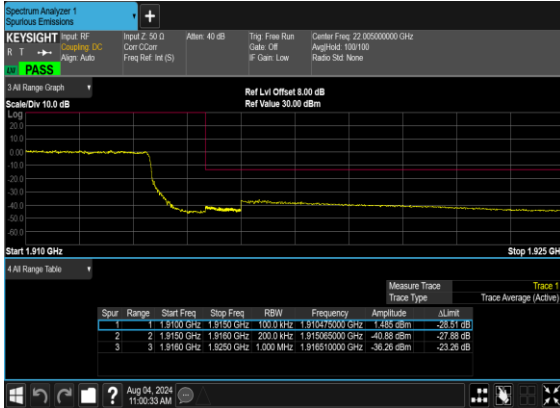 Spectrum Analyzer 1
Spurious Emissions
+
KEYSIGHT Input: RF Input Z: 50 Ω Atten: 40 dB Trig: Free Run Center Freq: 22.005000000 GHz
R T Coupling: DC Corr CCorr Gate: Off Avg|Hold: 100/100
Align: Auto Freq Ref: Int (S) IF Gain: Low Radio Std: None
PASS
3 All Range Graph
Ref Lvl Offset 8.00 dB
Scale/Div 10.0 dB Ref Value 30.00 dBm
Log
20.0
10.0
0.00
-10.0
-20.0
-30.0
-40.0
-50.0
-60.0
Start 1.910 GHz Stop 1.925 GH
4 All Range Table
Measure Trace Trace 1
Trace Type Trace Average (Active)
Spur Range Start Freq Stop Freq RBW Frequency Amplitude ΔLimit
1 1 1.9100 GHz 1.9150 GHz 100.0 kHz 1.910475000 GHz 1.485 dBm -28.51 dB
2 2 1.9150 GHz 1.9160 GHz 200.0 kHz 1.915065000 GHz -40.88 dBm -27.88 dB
3 3 1.9160 GHz 1.9250 GHz 1.000 MHz 1.916510000 GHz -36.26 dBm -23.26 dB
? Aug 04, 2024
11:00:33 AM